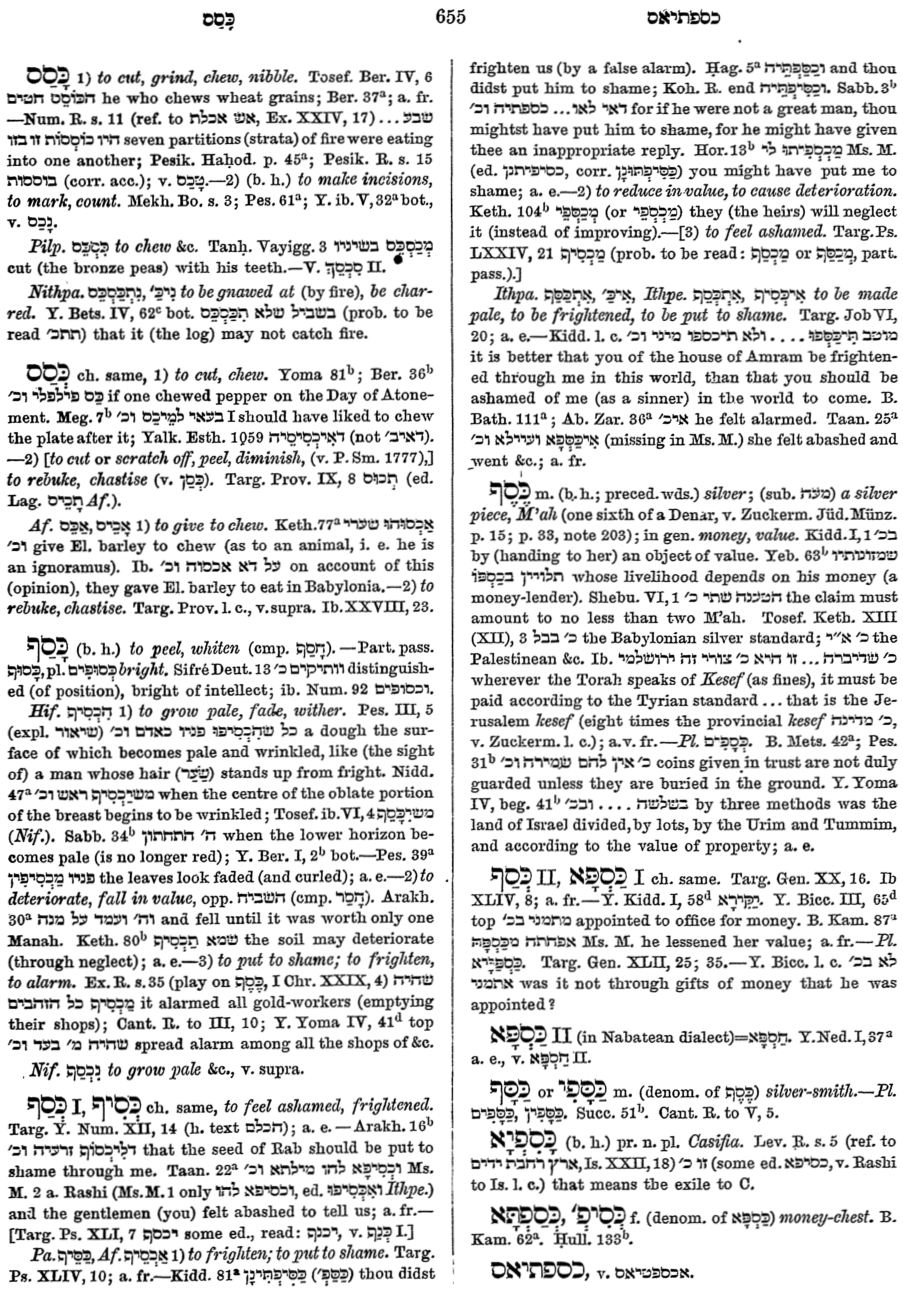 כָּסַס
655
כספתיאס
כָּסַס 1) to cut, grind, chew, nibble. Tosef. Ber. IV, 6
הכוסס חטים he who chews wheat grains; Ber. 37ᵃ; a. fr.
—Num. R. s. 11 (ref. to אש אכלת, Ex. XXIV, 17) שבע...
היו כוססות זו בזו seven partitions (strata) of fire were eating
into one another; Pesik. Haḥod. p. 45ᵃ; Pesik. R. s. 15
בוססות (corr. acc.); v. טָכַס.—2) (b. h.) to make incisions,
to mark, count. Mekh. Bo. s. 3; Pes. 61ᵃ; Y. ib. V, 32ᵃ bot.,
v. נָכַס.
Pilp. כִּסְכֵּס to chew &c. Tanḥ. Vayigg. 3 מְכַסְכֵּס בשיניו
cut (the bronze peas) with his teeth.—V. סִכְסֵךְ II.
Nithpa. נִתְכַּסְכֵּס, נִיכּ׳ to be gnawed at (by fire), be char-
red. Y. Bets. IV, 62ᶜ bot. בשביל שלא תִּכַּסְכֵּס (prob. to be
read תתכ׳) that it (the log) may not catch fire.
כְּסַס ch. same, 1) to cut, chew. Yoma 81ᵇ; Ber. 36ᵇ
כָּס פילפלי וכ׳ if one chewed pepper on the Day of Atone-
ment. Meg. 7ᵇ בעאי למֵיכַס וכ׳ I should have liked to chew
the plate after it; Yalk. Esth. 1059 דאִיכְסִיסֵיהּ (not דאיב׳).
—2) [to cut or scratch off, peel, diminish, (v. P. Sm. 1777),]
to rebuke, chastise (v. כְּסַן). Targ. Prov. IX, 8 תְכוּס (ed.
Lag. תָכֵיס Af.).
Af. אָכֵיס, אַכֵּס 1) to give to chew. Keth. 77ᵃ אַכְסוּהוּ שערי
וכ׳ give El. barley to chew (as to an animal, i. e. he is
an ignoramus). Ib. על דא אכסוה וכ׳ on account of this
(opinion), they gave El. barley to eat in Babylonia.—2) to
rebuke, chastise. Targ. Prov. l. c., v. supra. Ib. XXVIII, 23.
כָּסַף (b. h.) to peel, whiten (cmp. חָסַף).—Part. pass.
כָּסוּף, pl. כְּסוּפִים bright. Sifré Deut. 13 וותיקים כ׳ distinguish-
ed (of position), bright of intellect; ib. Num. 92 וכסופים.
Hif. הִכְסִיף 1) to grow pale, fade, wither. Pes. III, 5
(expl. שיאור) כל שהִכְסִיפוּ פניו כאדם וכ׳ a dough the sur-
face of which becomes pale and wrinkled, like (the sight
of) a man whose hair (שֵׂעָר) stands up from fright. Nidd.
47ᵃ משיַּכְסִיף ראש וכ׳ when the centre of the oblate portion
of the breast begins to be wrinkled; Tosef. ib. VI, 4 משיכָּסֵף
(Nif.). Sabb. 34ᵇ ה׳ התחתון when the lower horizon be-
comes pale (is no longer red); Y. Ber. I, 2ᵇ bot.—Pes. 39ᵃ
פניו מַכְסִיפִין the leaves look faded (and curled); a. e.—2) to
deteriorate, fall in value, opp. השביח (cmp. חָסֵר). Arakh.
30ᵃ וה׳ ועמד על מנה and fell until it was worth only one
Manah. Keth. 80ᵇ שמא תַכְסִיף the soil may deteriorate
(through neglect); a. e.—3) to put to shame; to frighten,
to alarm. Ex. R. s. 35 (play on כֶּסֶף, I Chr. XXIX, 4) שהיה
מַכְסִיף כל הזהבים it alarmed all gold-workers (emptying
their shops); Cant. R. to III, 10; Y. Yoma IV, 41ᵈ top
שהיה מ׳ בעד וכ׳ spread alarm among all the shops of &c.
Nif. נִכְסַף to grow pale &c., v. supra.
כְּסַף I, כְּסֵיף ch. same, to feel ashamed, frightened.
Targ. Y. Num. XII, 14 (h. text הכלם); a. e.—Arakh. 16ᵇ
דלִיכְסוֹף זרעיה וכ׳ that the seed of Rab should be put to
shame through me. Taan. 22ᵃ וּכְסִיפָא להו מילתא וכ׳ Ms.
M. 2 a. Rashi (Ms. M. 1 only וכסיפא להו, ed. ואִכְסִיפוּ Ithpe.)
and the gentlemen (you) felt abashed to tell us; a. fr.—
[Targ. Ps. XLI, 7 יכסף some ed., read: יכנף, v. כְּנַף I.]
Pa. כַּסֵּיף, Af. אַכְסֵיף 1) to frighten; to put to shame. Targ.
Ps. XLIV, 10; a. fr.—Kidd. 81ᵃ כַּסֵּיפְתִּינָן (כַּסֵּפְ׳) thou didst
frighten us (by a false alarm). Ḥag. 5ᵃ וכַסֵּפְתֵּיהּ and thou
didst put him to shame; Koh. R. end וכַסֵּיפְתֵּיהּ. Sabb. 3ᵇ
דאי לאו... כספתיה וכ׳ for if he were not a great man, thou
mightst have put him to shame, for he might have given
thee an inappropriate reply. Hor. 13ᵇ מַכְסְפִיתוּ לי Ms. M.
(ed. כסיפיתנן, corr. כַּסֵּיפְתּוּנָן) you might have put me to
shame; a. e.—2) to reduce in value, to cause deterioration.
Keth. 104ᵇ מְכַסְּפֵי (or מַכְסְפֵי) they (the heirs) will neglect
it (instead of improving).—[3) to feel ashamed. Targ. Ps.
LXXIV, 21 מַכְסִיף (prob. to be read: מַכְסַף or מְכַסַּף, part.
pass.).]
Ithpa. אִתְכַּסַּף, אִיכּ׳, Ithpe. אִתְכְּסֵף, אִיכְּסִיף to be made
pale, to be frightened, to be put to shame. Targ. Job VI,
20; a. e.—Kidd. l. c. מוטב תִּיכַּסְּפוּ .... ולא תיכספו מיני וכ׳
it is better that you of the house of Amram be frighten-
ed through me in this world, than that you should be
ashamed of me (as a sinner) in the world to come. B.
Bath. 111ᵃ; Ab. Zar. 36ᵃ איכ׳ he felt alarmed. Taan. 25ᵃ
אִיכַּסְּפָא ועיילא וכ׳ (missing in Ms. M.) she felt abashed and
went &c.; a. fr.
כֶּסֶף m. (b. h.; preced. wds.) silver; (sub. מעה) a silver
piece, M'ah (one sixth of a Denar, v. Zuckerm. Jüd. Münz.
p. 15; p. 33, note 203); in gen. money, value. Kidd. I, 1 בכ׳
by (handing to her) an object of value. Yeb. 63ᵇ שמזונותיו
תלויין בכַסְפּוֹ whose livelihood depends on his money (a
money-lender). Shebu. VI, 1 הטענה שתי כ׳ the claim must
amount to no less than two M'ah. Tosef. Keth. XIII
(XII), 3 כ׳ בבל the Babylonian silver standard; כ׳ א״י the
Palestinean &c. Ib. כ׳ שדיברה... זו היא כ׳ צורי זה ירושלמי
wherever the Torah speaks of Kesef (as fines), it must be
paid according to the Tyrian standard ... that is the Je-
rusalem kesef (eight times the provincial kesef כ׳ מדינה,
v. Zuckerm. l. c.); a. v. fr.—Pl. כְּסָפִים. B. Mets. 42ᵃ; Pes.
31ᵇ כ׳ אין להם שמירה וכ׳ coins given in trust are not duly
guarded unless they are buried in the ground. Y. Yoma
IV, beg. 41ᵇ בשלשה .... ובכ׳ by three methods was the
land of Israel divided, by lots, by the Urim and Tummim,
and according to the value of property; a. e.
כְּסַף II, כַּסְפָּא I ch. same. Targ. Gen. XX, 16. Ib
XLIV, 8; a. fr.—Y. Kidd. I, 58ᵈ יַקִּירָא. Y. Bicc. III, 65ᵈ
top מתמני בכ׳ appointed to office for money. B. Kam. 87ᵃ
אפחתה מכַּסְפָּהּ Ms. M. he lessened her value; a. fr.—Pl.
כַּסְפַּיָּא. Targ. Gen. XLII, 25; 35.—Y. Bicc. l. c. לא בכ׳
אתמני was it not through gifts of money that he was
appointed?
כַּסְפָּא II (in Nabatean dialect)=חַסְפָּא. Y. Ned. I, 37ᵃ
a. e., v. חַסְפָּא II.
כַּסָּף or כַּסְפִּי m. (denom. of כֶּסֶף) silver-smith.—Pl.
כַּסָּפִין, כַּסָּפִים. Succ. 51ᵇ. Cant. R. to V, 5.
כָּסִפְיָא (b. h.) pr. n. pl. Casifia. Lev. R. s. 5 (ref. to
ארץ רחבת ידים, Is. XXII, 18) זו כ׳ (some ed. כסיפא, v. Rashi
to Is. l. c.) that means the exile to C.
כַּסִּיפְ׳, כַּסְפְּתָּא f. (denom. of כַּסְפָּא) money-chest. B.
Kam. 62ᵃ. Ḥull. 133ᵇ.
כספתיאס, v. אכספטיאס.